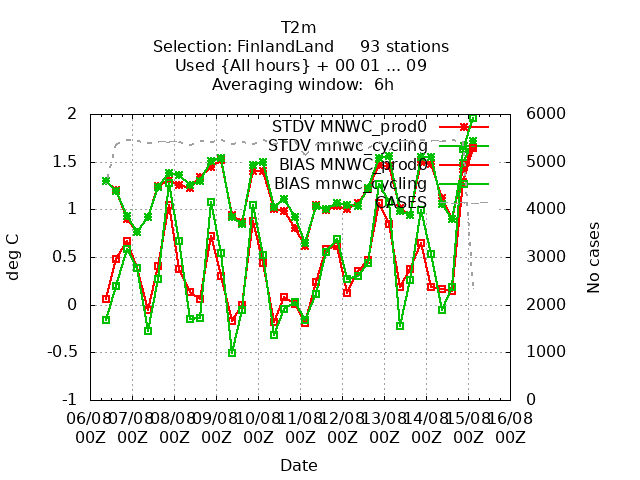 T2m
Selection: FinlandLand 93 stations
Used {All hours} + 00 01 ... 09
Averaging window: 6h
2
1.5
1
0.5
0
-0.5
-1
deg C
STDV MNWC_prod0
STDV mnwc_cycling
BIAS MNWC_prod0
BIAS mnwc_cycling
CASES
6000
5000
4000
3000
2000
1000
0
No cases
06/08 07/08 08/08 09/08 10/08 11/08 12/08 13/08 14/08 15/08 16/08
00Z 00Z 00Z 00Z 00Z 00Z 00Z 00Z 00Z 00Z 00Z
Date